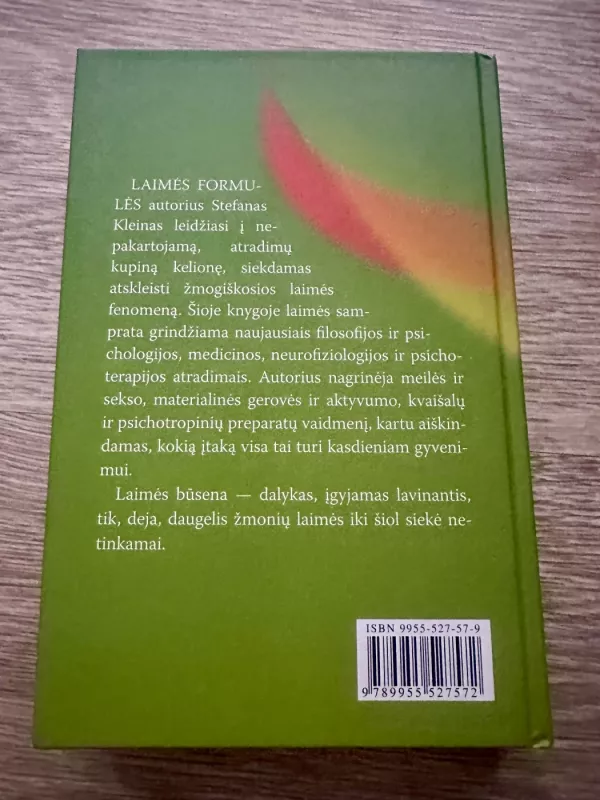 LAIMĖS FORMU-
LĖS autorius Stefanas
Kleinas leidžiasi į ne-
pakartojamą, atradimų
kupiną kelionę, siekdamas
atskleisti žmogiškosios laimės
fenomeną. Šioje knygoje laimės sam-
prata grindžiama naujausiais filosofijos ir psi-
chologijos, medicinos, neurofiziologijos ir psicho-
terapijos atradimais. Autorius nagrinėja meilės ir
sekso, materialinės gerovės ir aktyvumo, kvaišalų
ir psichotropinių preparatų vaidmenį, kartu aiškin-
damas, kokią įtaką visa tai turi kasdieniam gyveni-
mui.
Laimės būsena — dalykas, įgyjamas lavinantis,
tik, deja, daugelis žmonių laimės iki šiol siekė ne-
tinkamai.
ISBN 9955-527-57-9
9 789955 527572